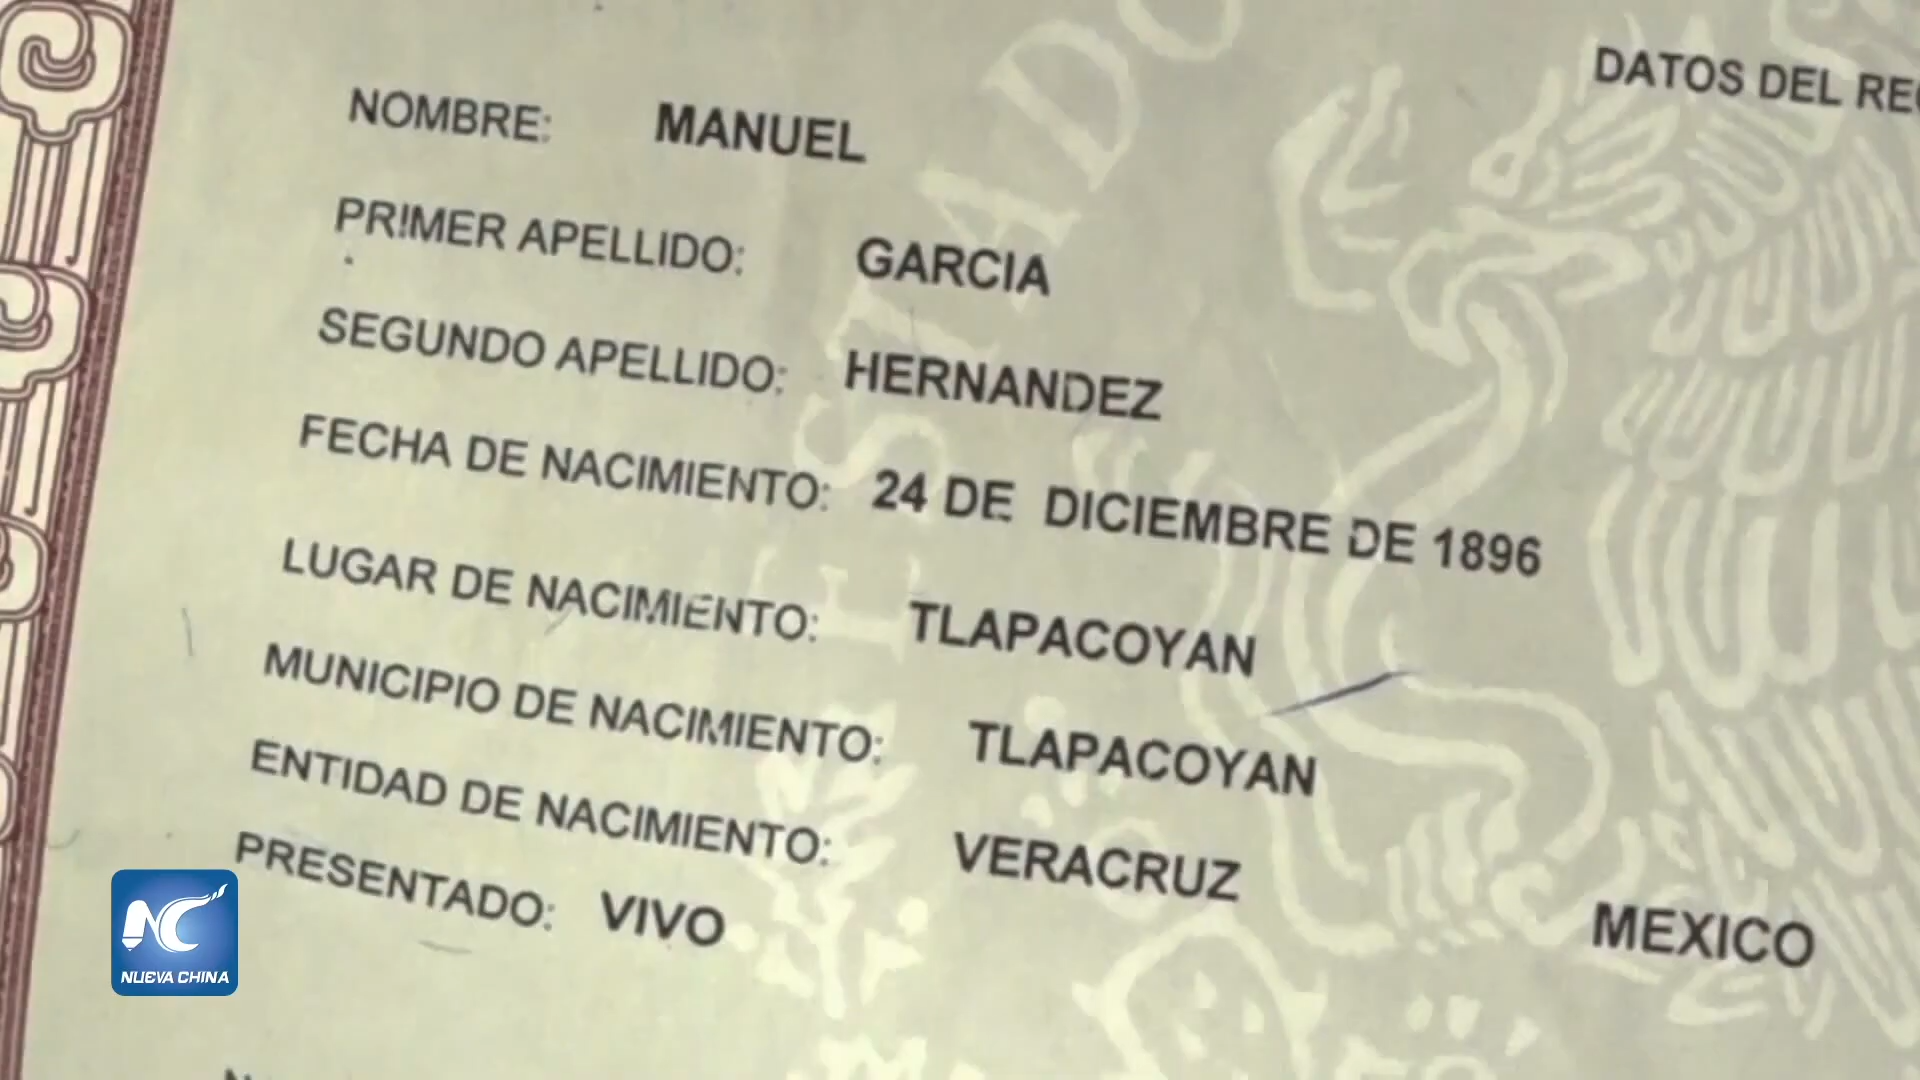 DATOS DEL
NOMBRE: MANUEL
PRIMER APELLIDO: GARCIA
SEGUNDO APELLIDO: HERNANDEZ
FECHA DE NACIMIENTO: 24 DE DICIEMBRE DE 1896
LUGAR DE NACIMIENTO: TLAPACOYAN
MUNICIPIO DE NACIMIENTO: TLAPACOYAN
ENTIDAD DE NACIMIENTO: VERACRUZ
PRESENTADO: VIVO
MEXICO
NC
NUEVA CHINA